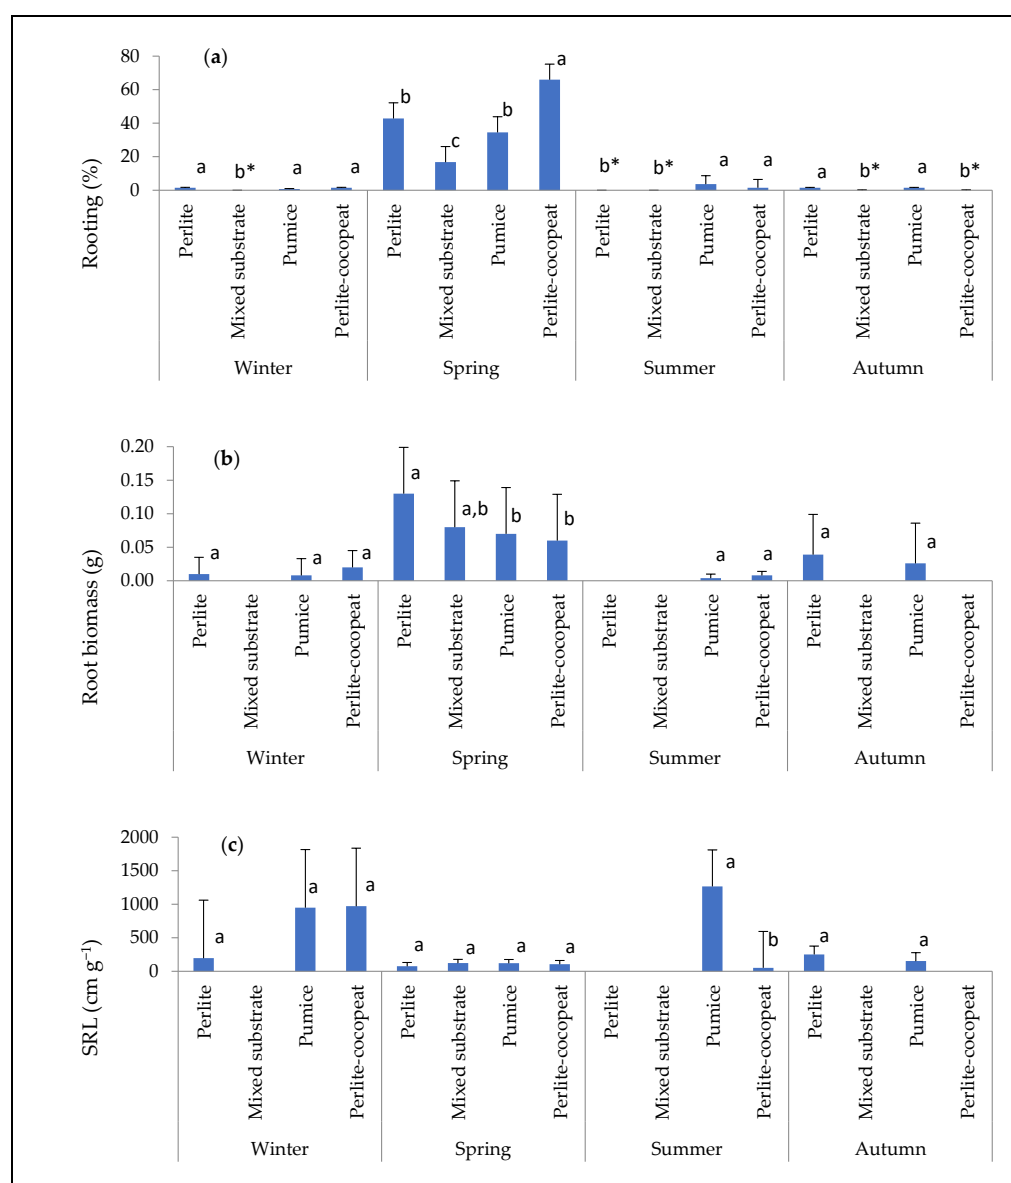 (a)
Rooting (%)
80
60
40
20
0
a b* a a b c b a b* b* a a a b* a b*
Perlite
Mixed substrate
Pumice
Perlite-cocopeat
Perlite
Mixed substrate
Pumice
Perlite-cocopeat
Perlite
Mixed substrate
Pumice
Perlite-cocopeat
Perlite
Mixed substrate
Pumice
Perlite-cocopeat
Winter Spring Summer Autumn
(b)
Root biomass (g)
0.20
0.15
0.10
0.05
0.00
a a a a a,b b b a a a a
Perlite
Mixed substrate
Pumice
Perlite-cocopeat
Perlite
Mixed substrate
Pumice
Perlite-cocopeat
Perlite
Mixed substrate
Pumice
Perlite-cocopeat
Perlite
Mixed substrate
Pumice
Perlite-cocopeat
Winter Spring Summer Autumn
(c)
SRL (cm g⁻¹)
2000
1500
1000
500
0
a a a a a a a a b a a
Perlite
Mixed substrate
Pumice
Perlite-cocopeat
Perlite
Mixed substrate
Pumice
Perlite-cocopeat
Perlite
Mixed substrate
Pumice
Perlite-cocopeat
Perlite
Mixed substrate
Pumice
Perlite-cocopeat
Winter Spring Summer Autumn